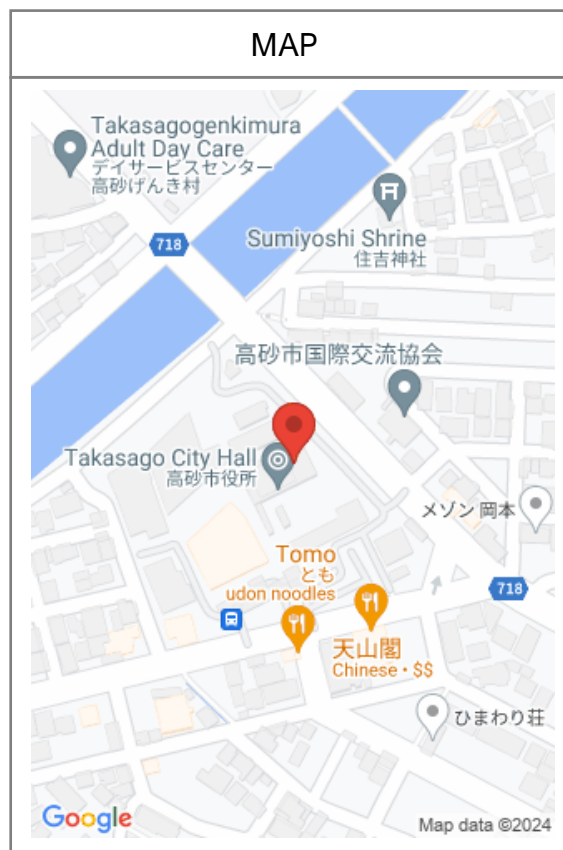 MAP
Takasagogenkimura
Adult Day Care
デイサービスセンター
高砂げんき村
718
Sumiyoshi Shrine
住吉神社
高砂市国際交流協会
Takasago City Hall
高砂市役所
メゾン 岡本
Tomo
とも
udon noodles
718
天山閣
Chinese・$$
ひまわり荘
Google
Map data ©2024